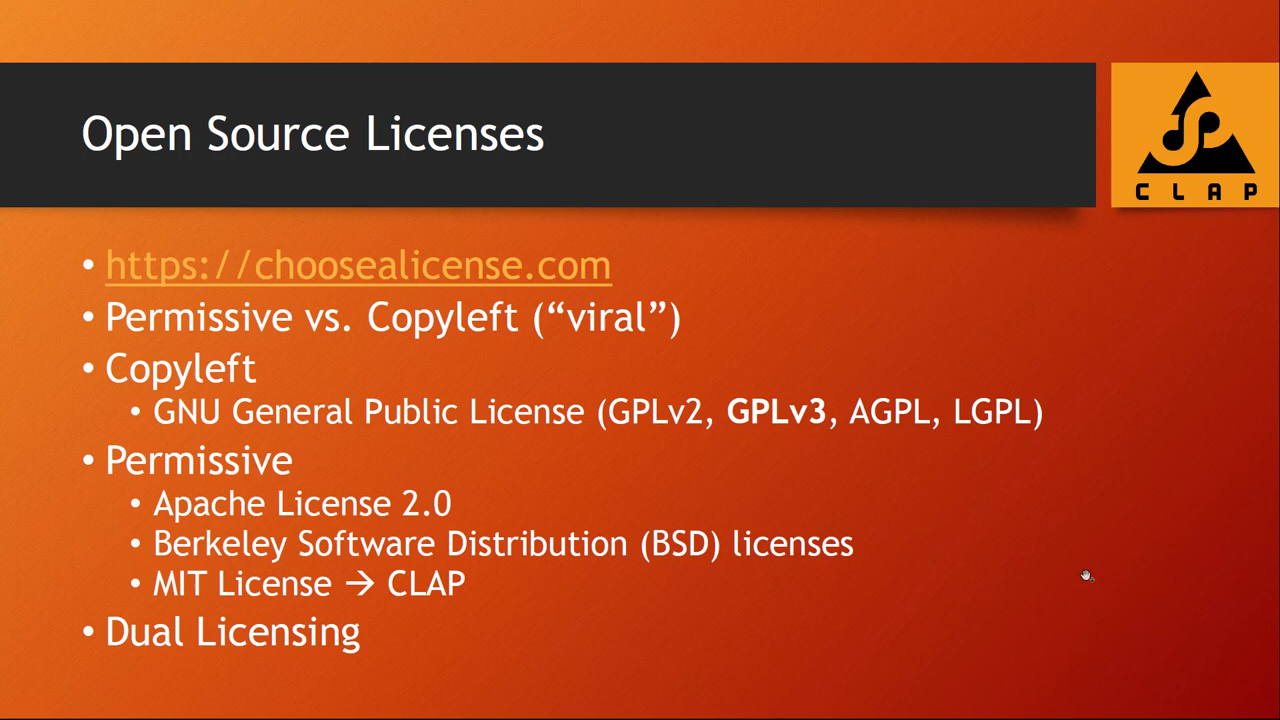 Open Source Licenses
CLAP
• https://choosealicense.com
• Permissive vs. Copyleft (“viral”)
• Copyleft
• GNU General Public License (GPLv2, GPLv3, AGPL, LGPL)
• Permissive
• Apache License 2.0
• Berkeley Software Distribution (BSD) licenses
• MIT License → CLAP
• Dual Licensing